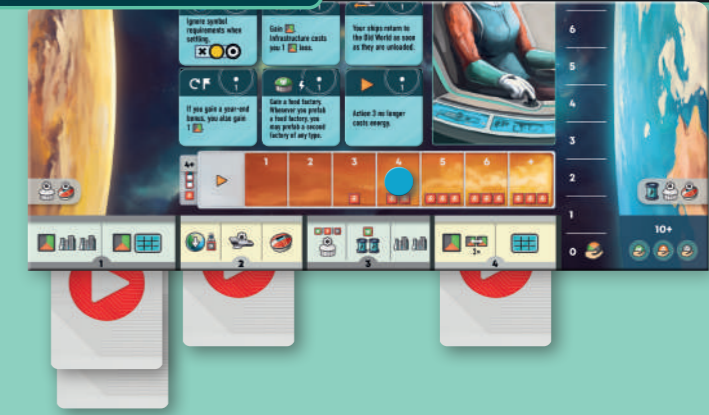 Ignore symbol
requirements when
settling.
Gain
Infrastructure costs
you 1 less.
Your ships return to
the Old World as soon
as they are unloaded.
1
1
1
If you gain a year-end
bonus, you also gain
1
Gain a food factory.
Whenever you prefab
a food factory, you
may prefab a second
factory of any type.
Action 3 no longer
costs energy.
6
5
4
3
2
1
0
4+
1 2 3 4 5 6 +
10+
1 2 3 4
2x